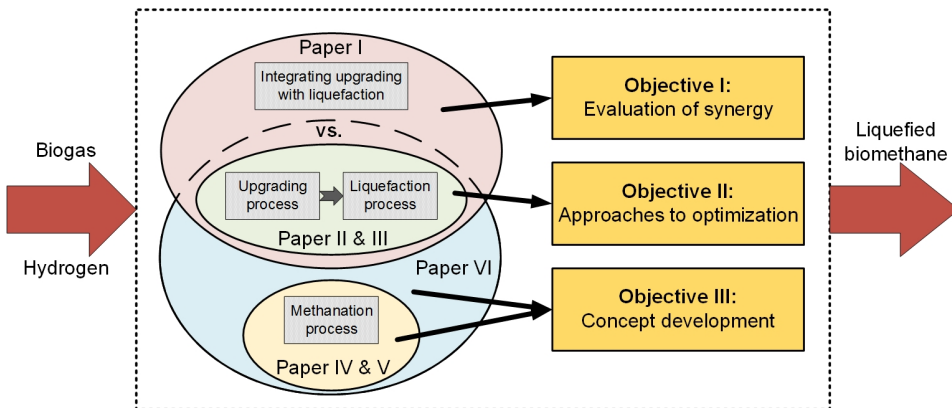 Paper I
Integrating upgrading
with liquefaction
vs.
Upgrading
process
Liquefaction
process
Paper II & III
Paper VI
Methanation
process
Paper IV & V
Biogas
Hydrogen
Objective I:
Evaluation of synergy
Objective II:
Approaches to optimization
Objective III:
Concept development
Liquefied
biomethane